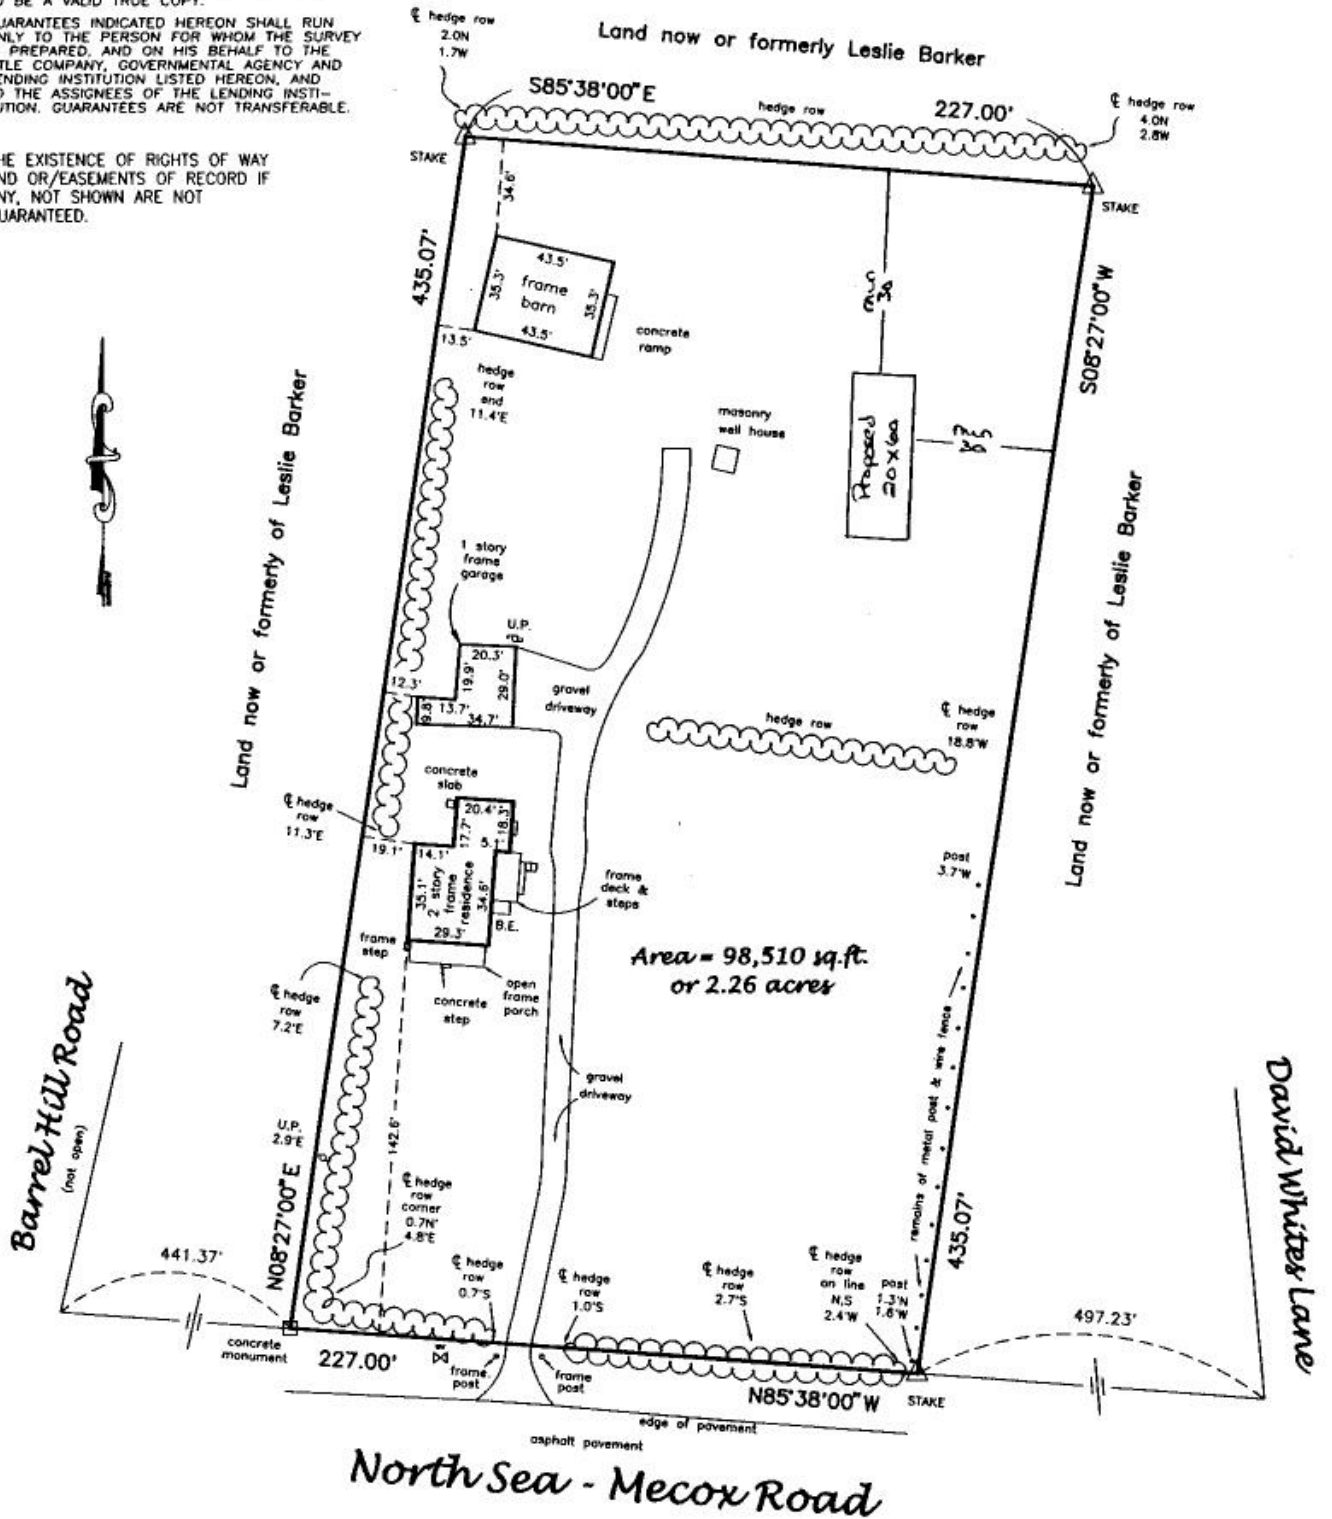 BE A VALID TRUE COPY.
UARANTEES INDICATED HEREON SHALL RUN
NLY TO THE PERSON FOR WHOM THE SURVEY
PREPARED, AND ON HIS BEHALF TO THE
TLE COMPANY, GOVERNMENTAL AGENCY AND
ENDING INSTITUTION LISTED HEREON, AND
O THE ASSIGNEES OF THE LENDING INSTI-
UTION. GUARANTEES ARE NOT TRANSFERABLE.
HE EXISTENCE OF RIGHTS OF WAY
ND OR/EASEMENTS OF RECORD IF
NY, NOT SHOWN ARE NOT
UARANTEED.
℄ hedge row
2.0N
1.7W
Land now or formerly Leslie Barker
S85°38'00"E
hedge row
227.00'
℄ hedge row
4.0N
2.8W
STAKE
STAKE
34.6'
435.07'
43.5'
35.3'
frame
barn
35.3'
43.5'
13.5'
concrete
ramp
min
30
S08°27'00"W
hedge
row
end
11.4'E
masonry
well house
Proposed
20x60
Land now or formerly of Leslie Barker
Land now or formerly of Leslie Barker
1 story
frame
garage
U.P.
20.3'
19.9'
29.0'
12.3'
9.8'
13.7'
34.7'
gravel
driveway
hedge row
℄ hedge
row
18.8'W
concrete
slab
℄ hedge
row
11.3'E
20.4'
17.7'
18.3'
5.1'
19.1'
14.1'
35.1'
2 story
frame
residence
34.6'
29.3'
B.E.
frame
deck &
steps
post
3.7'W
frame
step
open
frame
porch
concrete
step
Area = 98,510 sq.ft.
or 2.26 acres
℄ hedge
row
7.2'E
remains of metal post & wire fence
gravel
driveway
Barrel Hill Road
(not open)
David Whites Lane
U.P.
2.9'E
142.6'
N08°27'00"E
℄ hedge
row
corner
0.7N'
4.8'E
435.07'
441.37'
℄ hedge
row
0.7'S
℄ hedge
row
1.0'S
℄ hedge
row
2.7'S
℄ hedge
row
on line
N,S
2.4'W
post
1.3'N
1.6'W
497.23'
concrete
monument
227.00'
frame
post
frame
post
N85°38'00"W
STAKE
edge of pavement
asphalt pavement
North Sea - Mecox Road